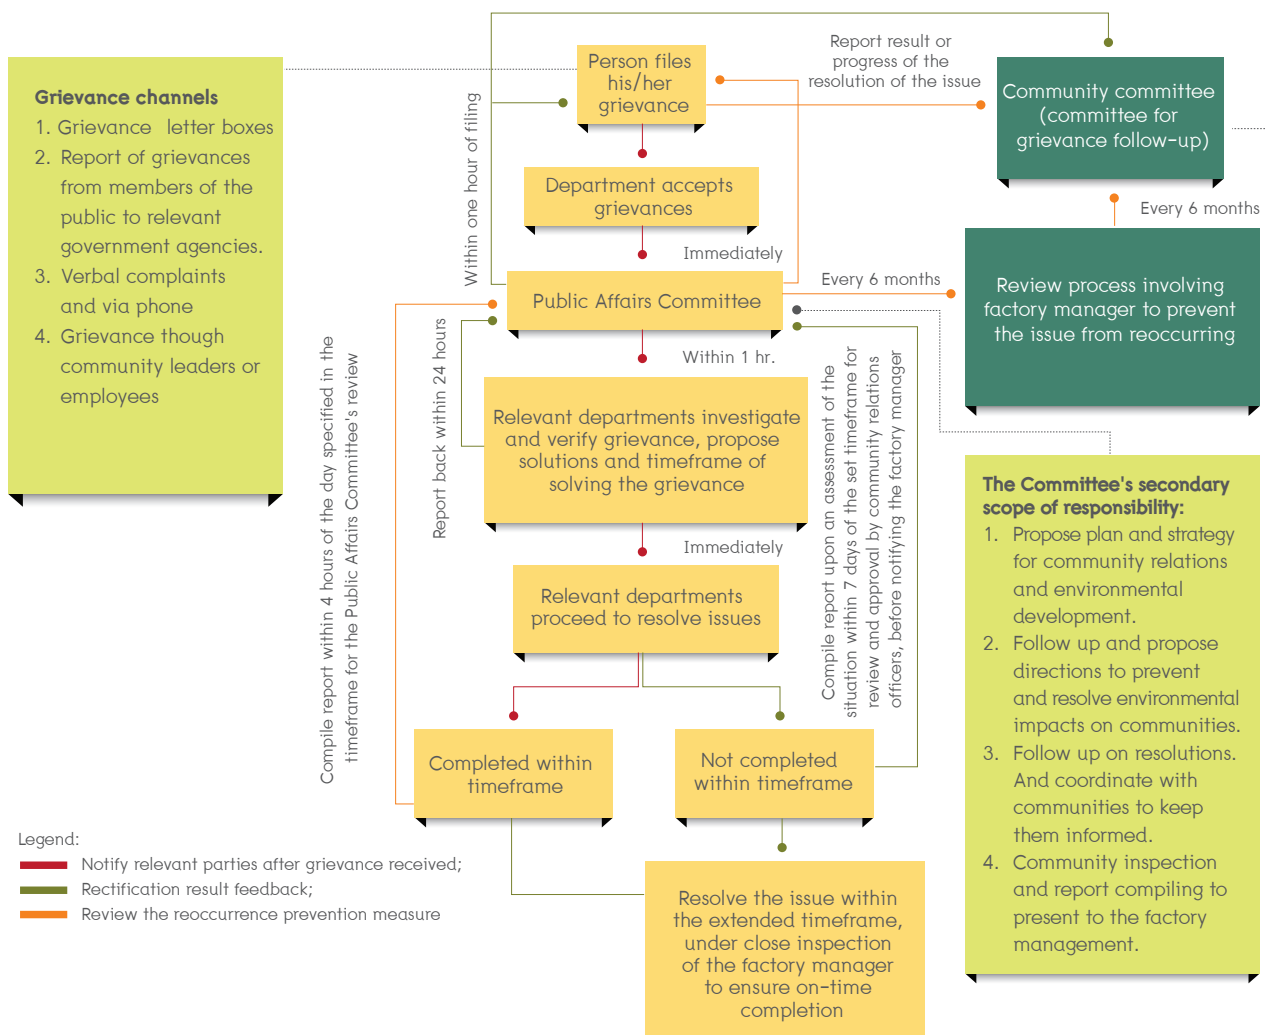 Grievance channels
1. Grievance letter boxes
2. Report of grievances
from members of the
public to relevant
government agencies.
3. Verbal complaints
and via phone
4. Grievance though
community leaders or
employees
Person files
his/her
grievance
Report result or
progress of the
resolution of the issue
Community committee
(committee for
grievance follow-up)
Within one hour of filing
Department accepts
grievances
Immediately
Every 6 months
Public Affairs Committee
Every 6 months
Review process involving
factory manager to prevent
the issue from reoccurring
Within 1 hr.
Report back within 24 hours
Compile report within 4 hours of the day specified in the
timeframe for the Public Affairs Committee's review
Relevant departments investigate
and verify grievance, propose
solutions and timeframe of
solving the grievance
Compile report upon an assessment of the
situation within 7 days of the set timeframe for
review and approval by community relations
officers, before notifying the factory manager
Immediately
Relevant departments
proceed to resolve issues
The Committee's secondary
scope of responsibility:
1. Propose plan and strategy
for community relations
and environmental
development.
2. Follow up and propose
directions to prevent
and resolve environmental
impacts on communities.
3. Follow up on resolutions.
And coordinate with
communities to keep
them informed.
4. Community inspection
and report compiling to
present to the factory
management.
Completed within
timeframe
Not completed
within timeframe
Resolve the issue within
the extended timeframe,
under close inspection
of the factory manager
to ensure on-time
completion
Legend:
Notify relevant parties after grievance received;
Rectification result feedback;
Review the reoccurrence prevention measure